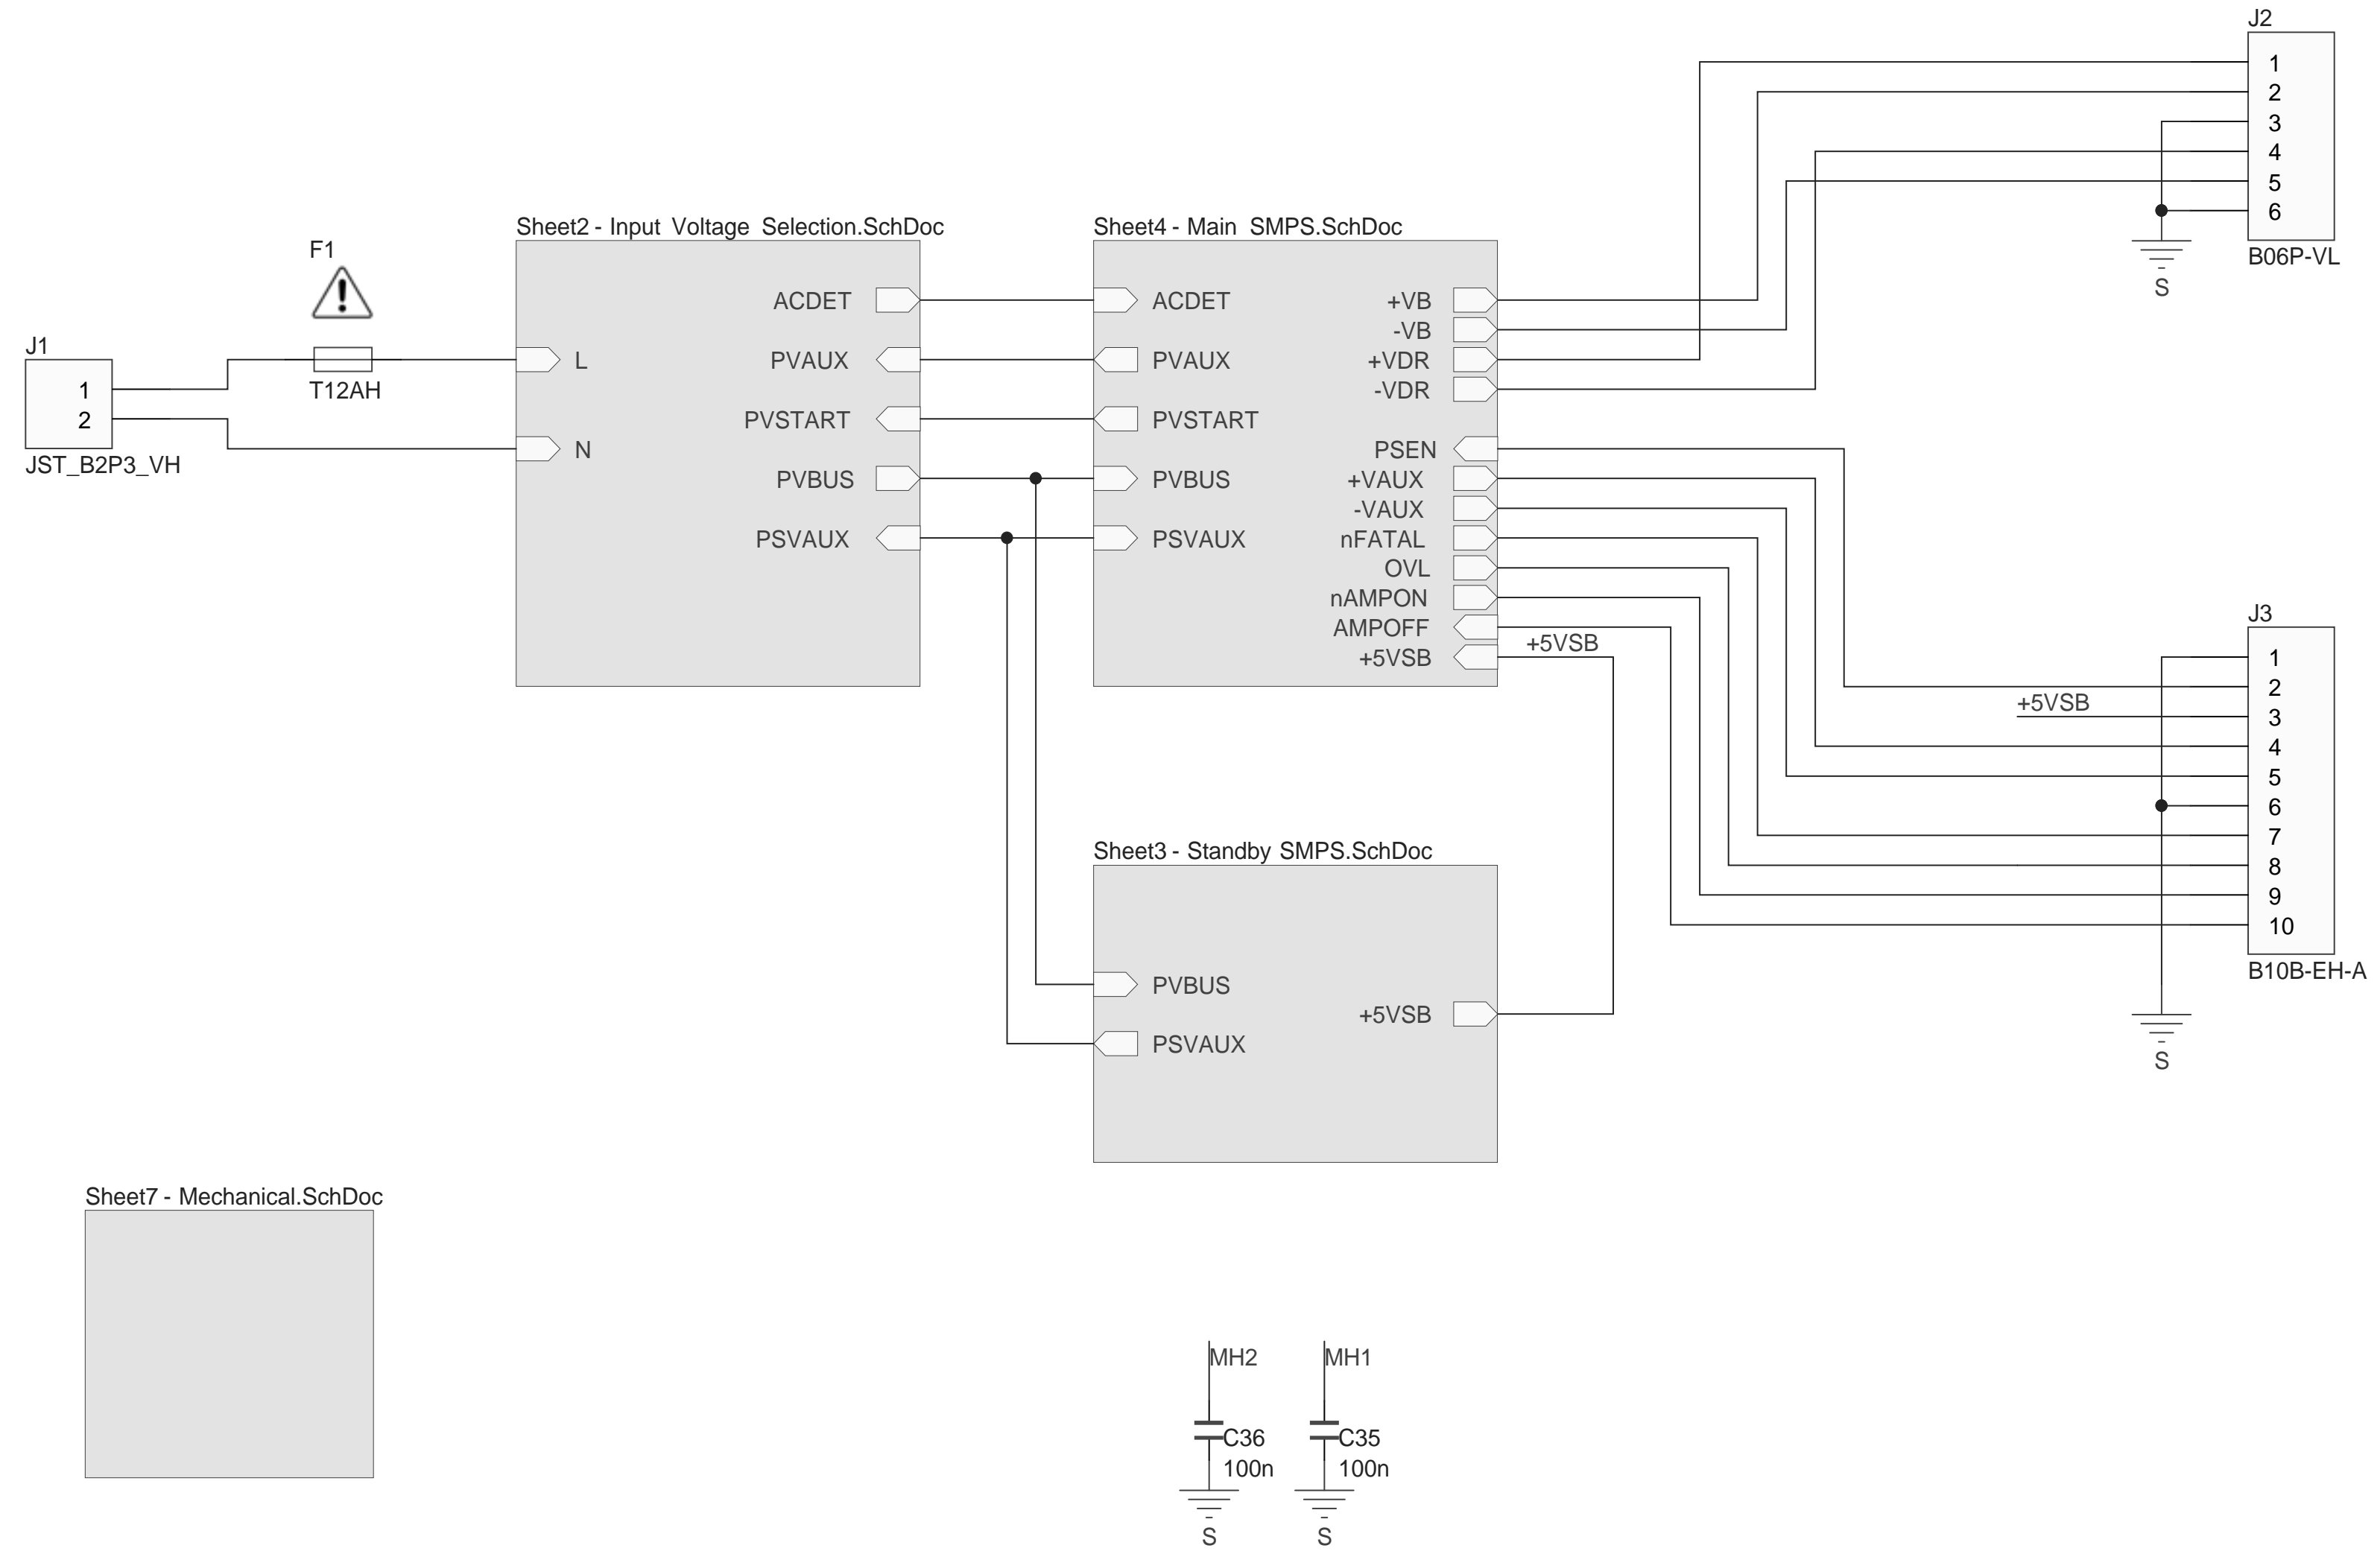 J2
1
2
3
4
5
6
B06P-VL
S
F1
T12AH
J1
1
2
JST_B2P3_VH
Sheet2 - Input Voltage Selection.SchDoc
L
N
ACDET
PVAUX
PVSTART
PVBUS
PSVAUX
Sheet4 - Main SMPS.SchDoc
ACDET
PVAUX
PVSTART
PVBUS
PSVAUX
+VB
-VB
+VDR
-VDR
PSEN
+VAUX
-VAUX
nFATAL
OVL
nAMPON
AMPOFF
+5VSB
+5VSB
J3
1
2
3
4
5
6
7
8
9
10
B10B-EH-A
+5VSB
S
Sheet3 - Standby SMPS.SchDoc
PVBUS
PSVAUX
+5VSB
Sheet7 - Mechanical.SchDoc
MH2
C36
100n
S
MH1
C35
100n
S